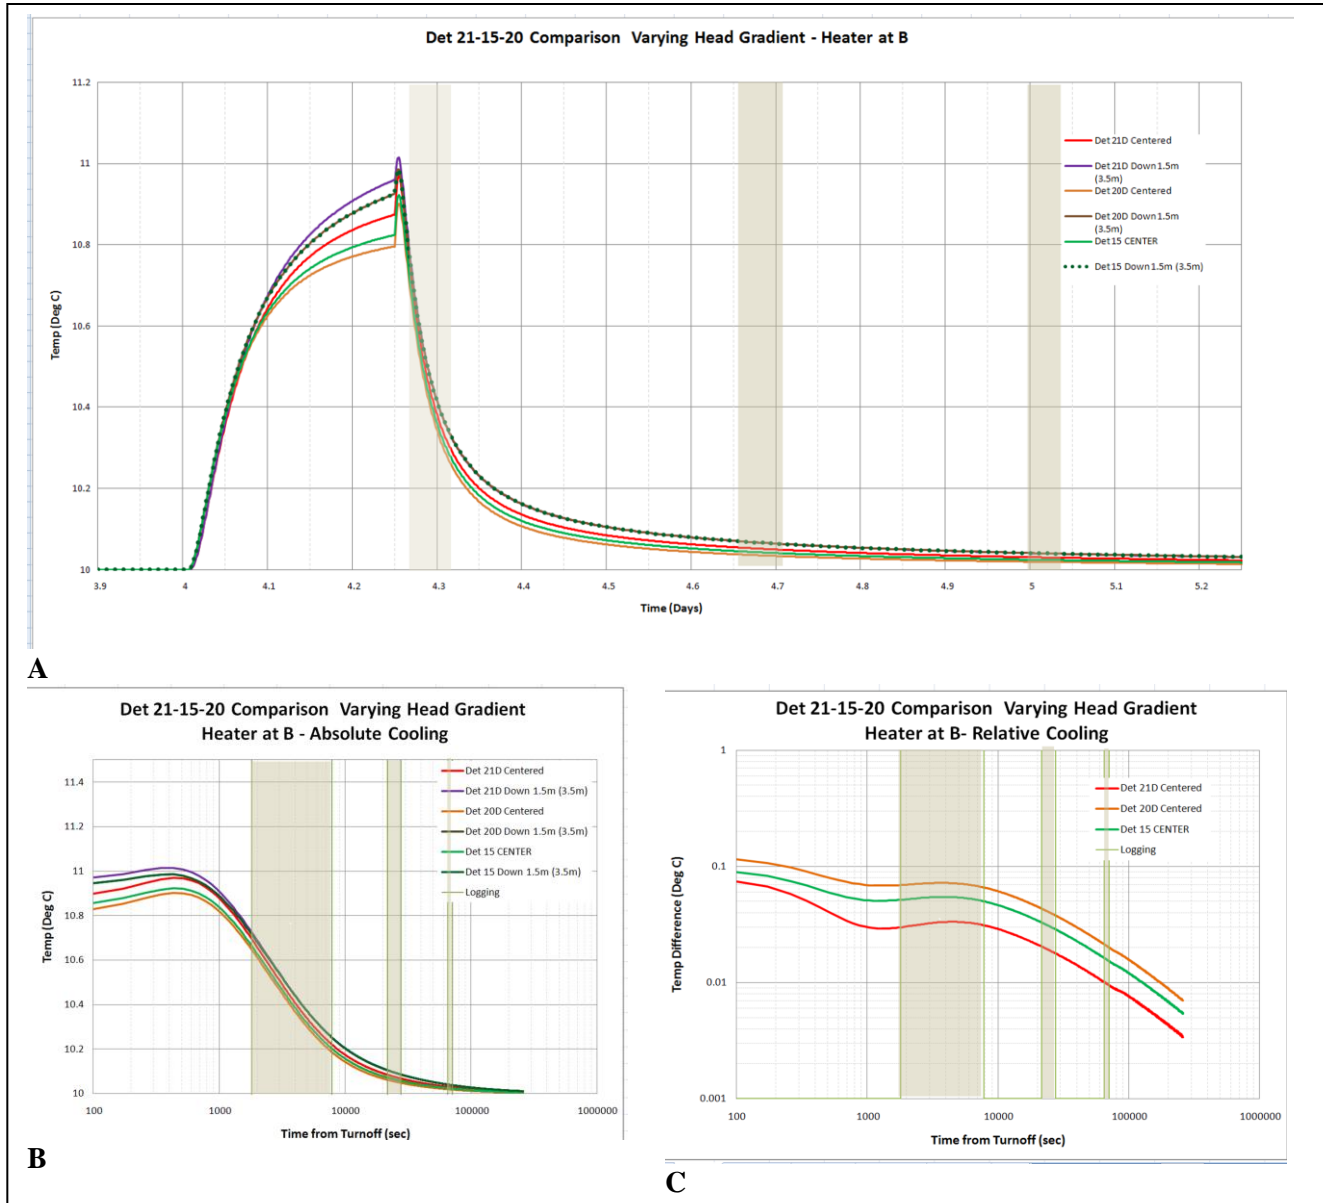 Det 21-15-20 Comparison  Varying Head Gradient - Heater at B
11.2
11
10.8
10.6
10.4
10.2
10
Temp (Deg C)
3.9 4 4.1 4.2 4.3 4.4 4.5 4.6 4.7 4.8 4.9 5 5.1 5.2
Time (Days)
Det 21D Centered
Det 21D Down 1.5m
(3.5m)
Det 20D Centered
Det 20D Down 1.5m
(3.5m)
Det 15 CENTER
Det 15 Down 1.5m (3.5m)
A
Det 21-15-20 Comparison  Varying Head Gradient
Heater at B - Absolute Cooling
11.4
11.2
11
10.8
10.6
10.4
10.2
10
Temp (Deg C)
100 1000 10000 100000 1000000
Time from Turnoff (sec)
Det 21D Centered
Det 21D Down 1.5m (3.5m)
Det 20D Centered
Det 20D Down 1.5m (3.5m)
Det 15 CENTER
Det 15 Down 1.5m (3.5m)
Logging
B
Det 21-15-20 Comparison  Varying Head Gradient
Heater at B- Relative Cooling
1
0.1
0.01
0.001
Temp Difference (Deg C)
100 1000 10000 100000 1000000
Time from Turnoff (sec)
Det 21D Centered
Det 20D Centered
Det 15 CENTER
Logging
C